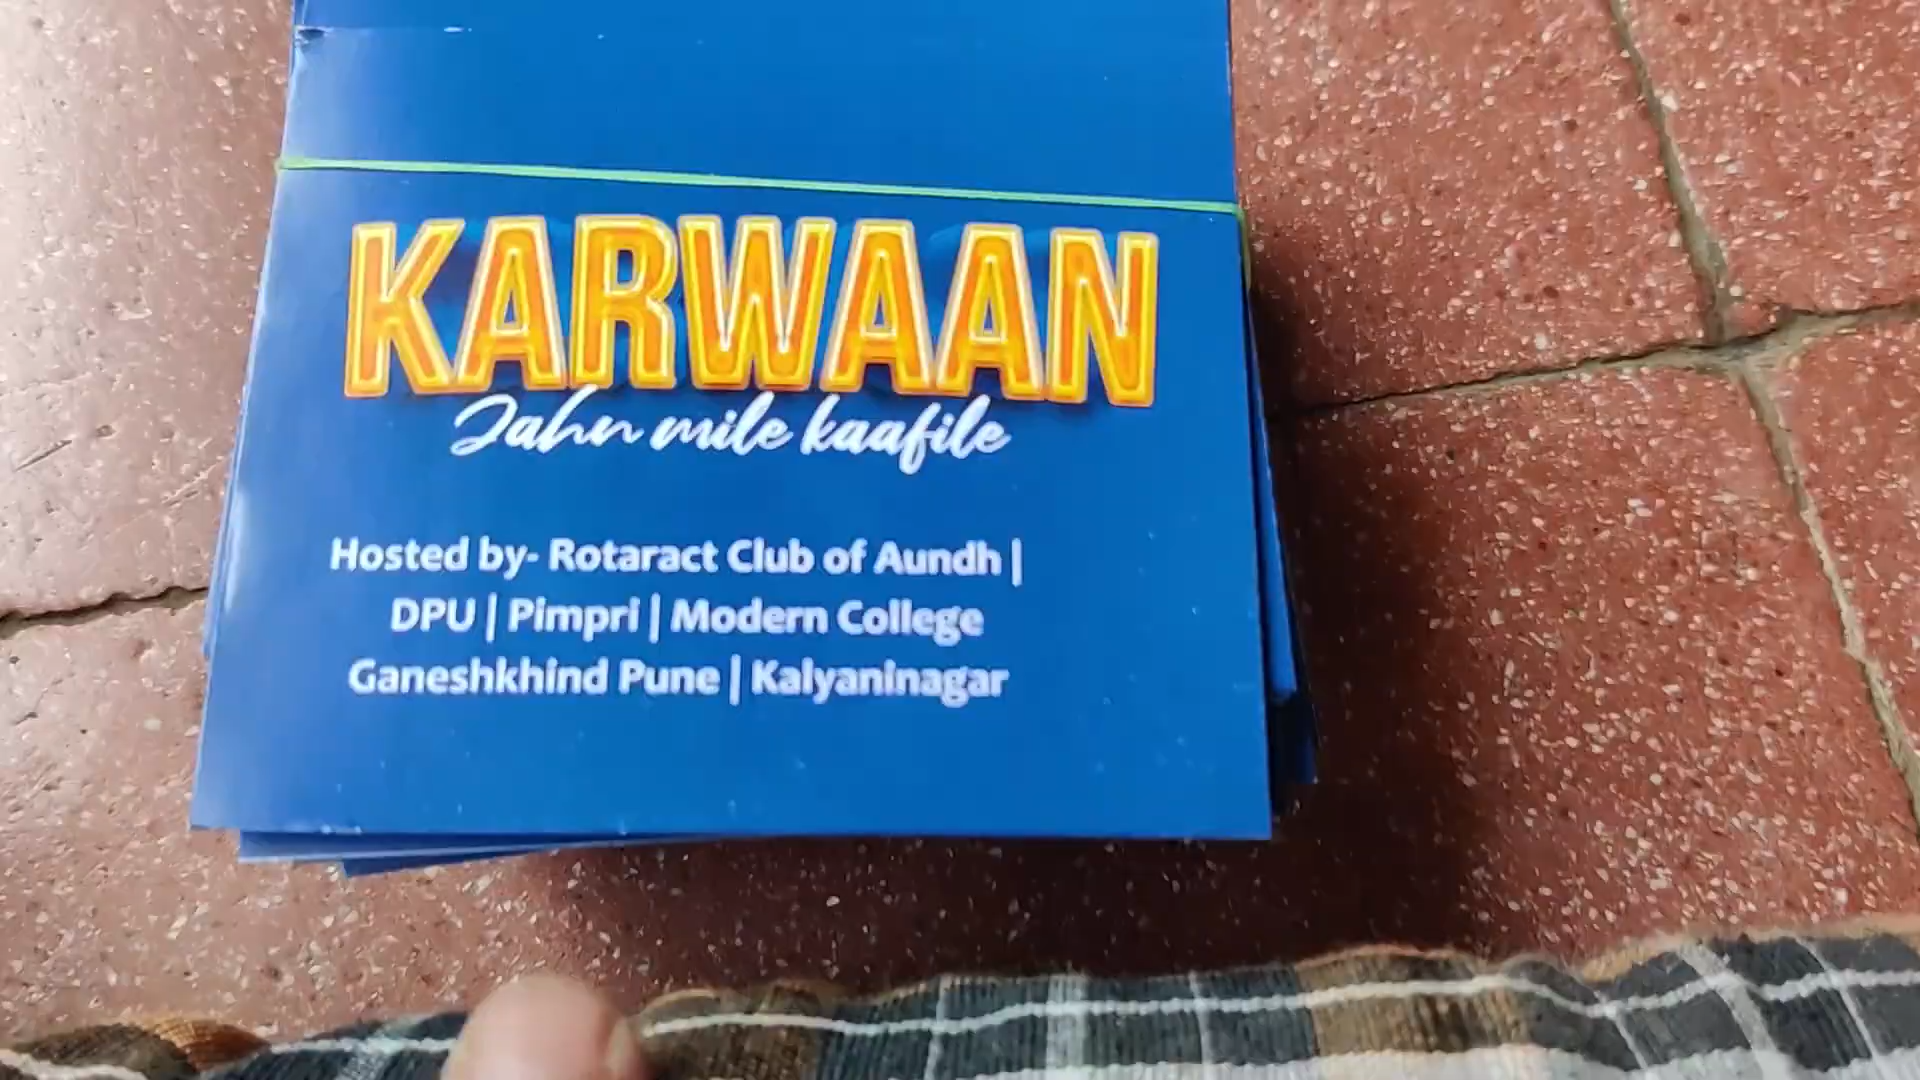 KARWAAN
Jahn mile kaafile
Hosted by- Rotaract Club of Aundh |
DPU | Pimpri | Modern College
Ganeshkhind Pune | Kalyaninagar